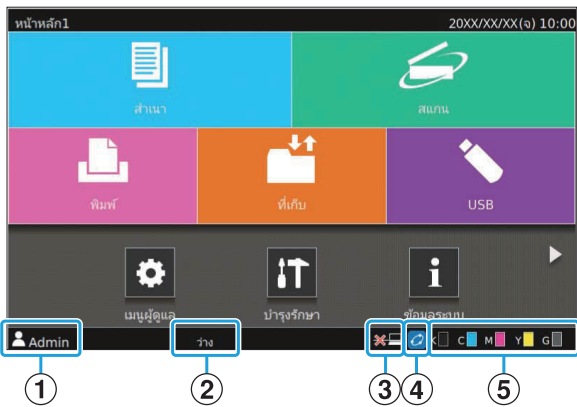 หน้าหลัก1 20XX/XX/XX(จ) 10:00
สำเนา สแกน
พิมพ์ ที่เก็บ USB
เมนูผู้ดูแล บำรุงรักษา ข้อมูลระบบ
Admin ว่าง K C M Y G
1 2 3 4 5